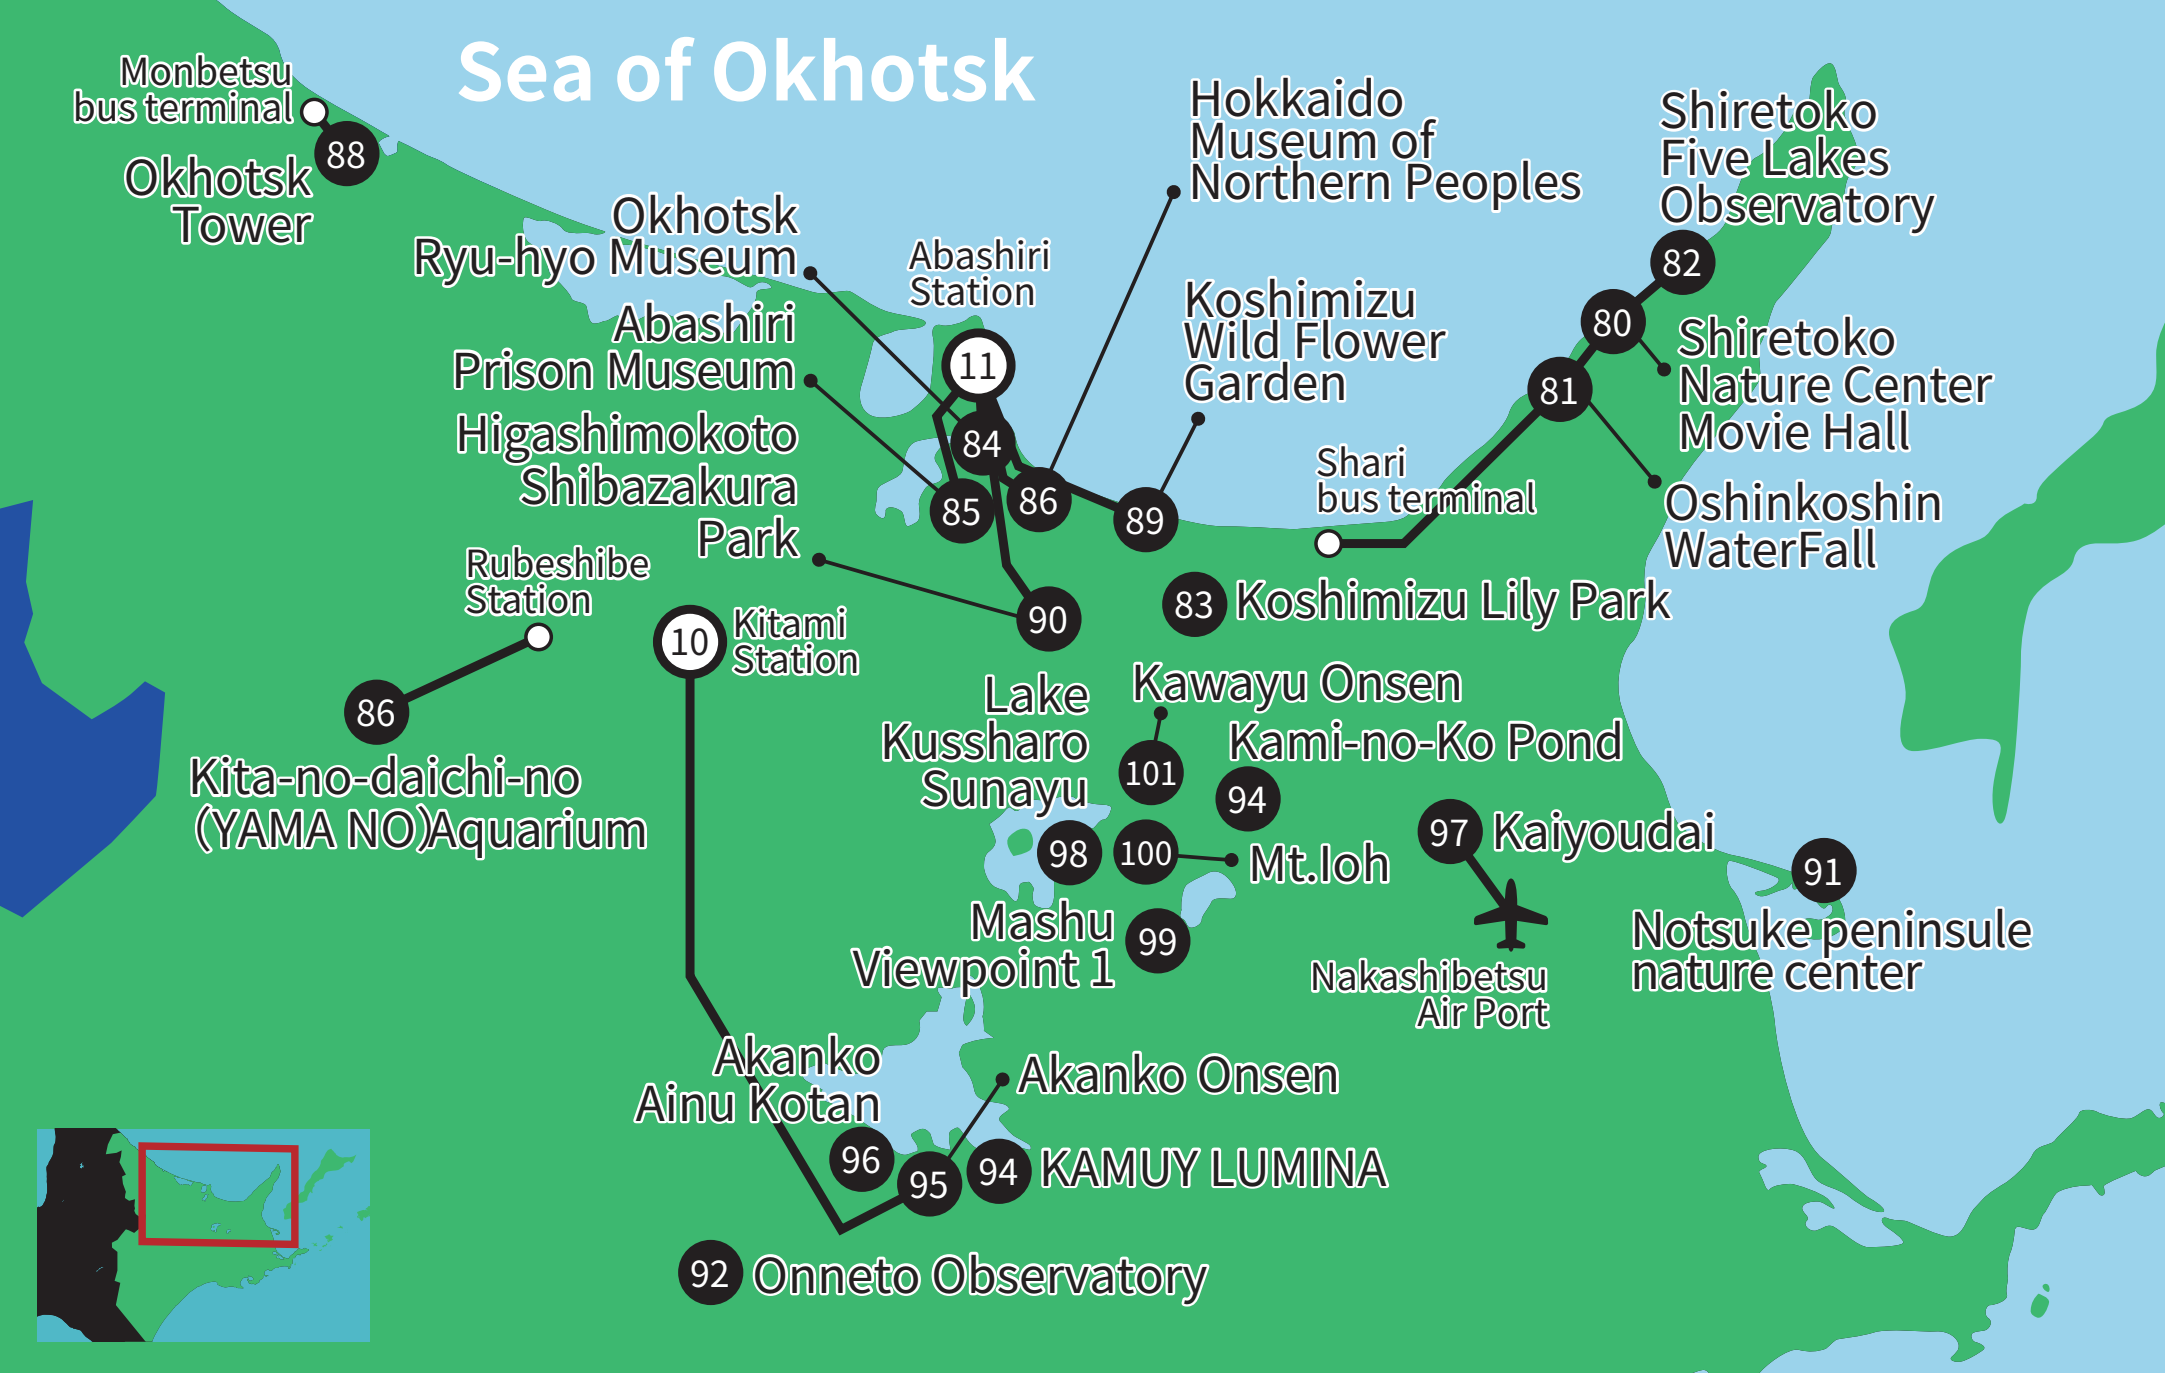 Sea of Okhotsk
Monbetsu
bus terminal
88
Okhotsk
Tower
Okhotsk
Ryu-hyo Museum
Abashiri
Station
11
Hokkaido
Museum of
Northern Peoples
Shiretoko
Five Lakes
Observatory
82
80
Shiretoko
Nature Center
Movie Hall
81
Oshinkoshin
WaterFall
Abashiri
Prison Museum
Koshimizu
Wild Flower
Garden
Higashimokoto
Shibazakura
Park
84
85
86
89
Shari
bus terminal
90
83
Koshimizu Lily Park
Rubeshibe
Station
86
Kita-no-daichi-no
(YAMA NO)Aquarium
10
Kitami
Station
Lake
Kussharo
Sunayu
Kawayu Onsen
101
Kami-no-Ko Pond
94
98
100
Mt.Ioh
97
Kaiyoudai
91
Notsuke peninsule
nature center
Mashu
Viewpoint 1
99
Nakashibetsu
Air Port
Akanko
Ainu Kotan
96
Akanko Onsen
95
94
KAMUY LUMINA
92
Onneto Observatory